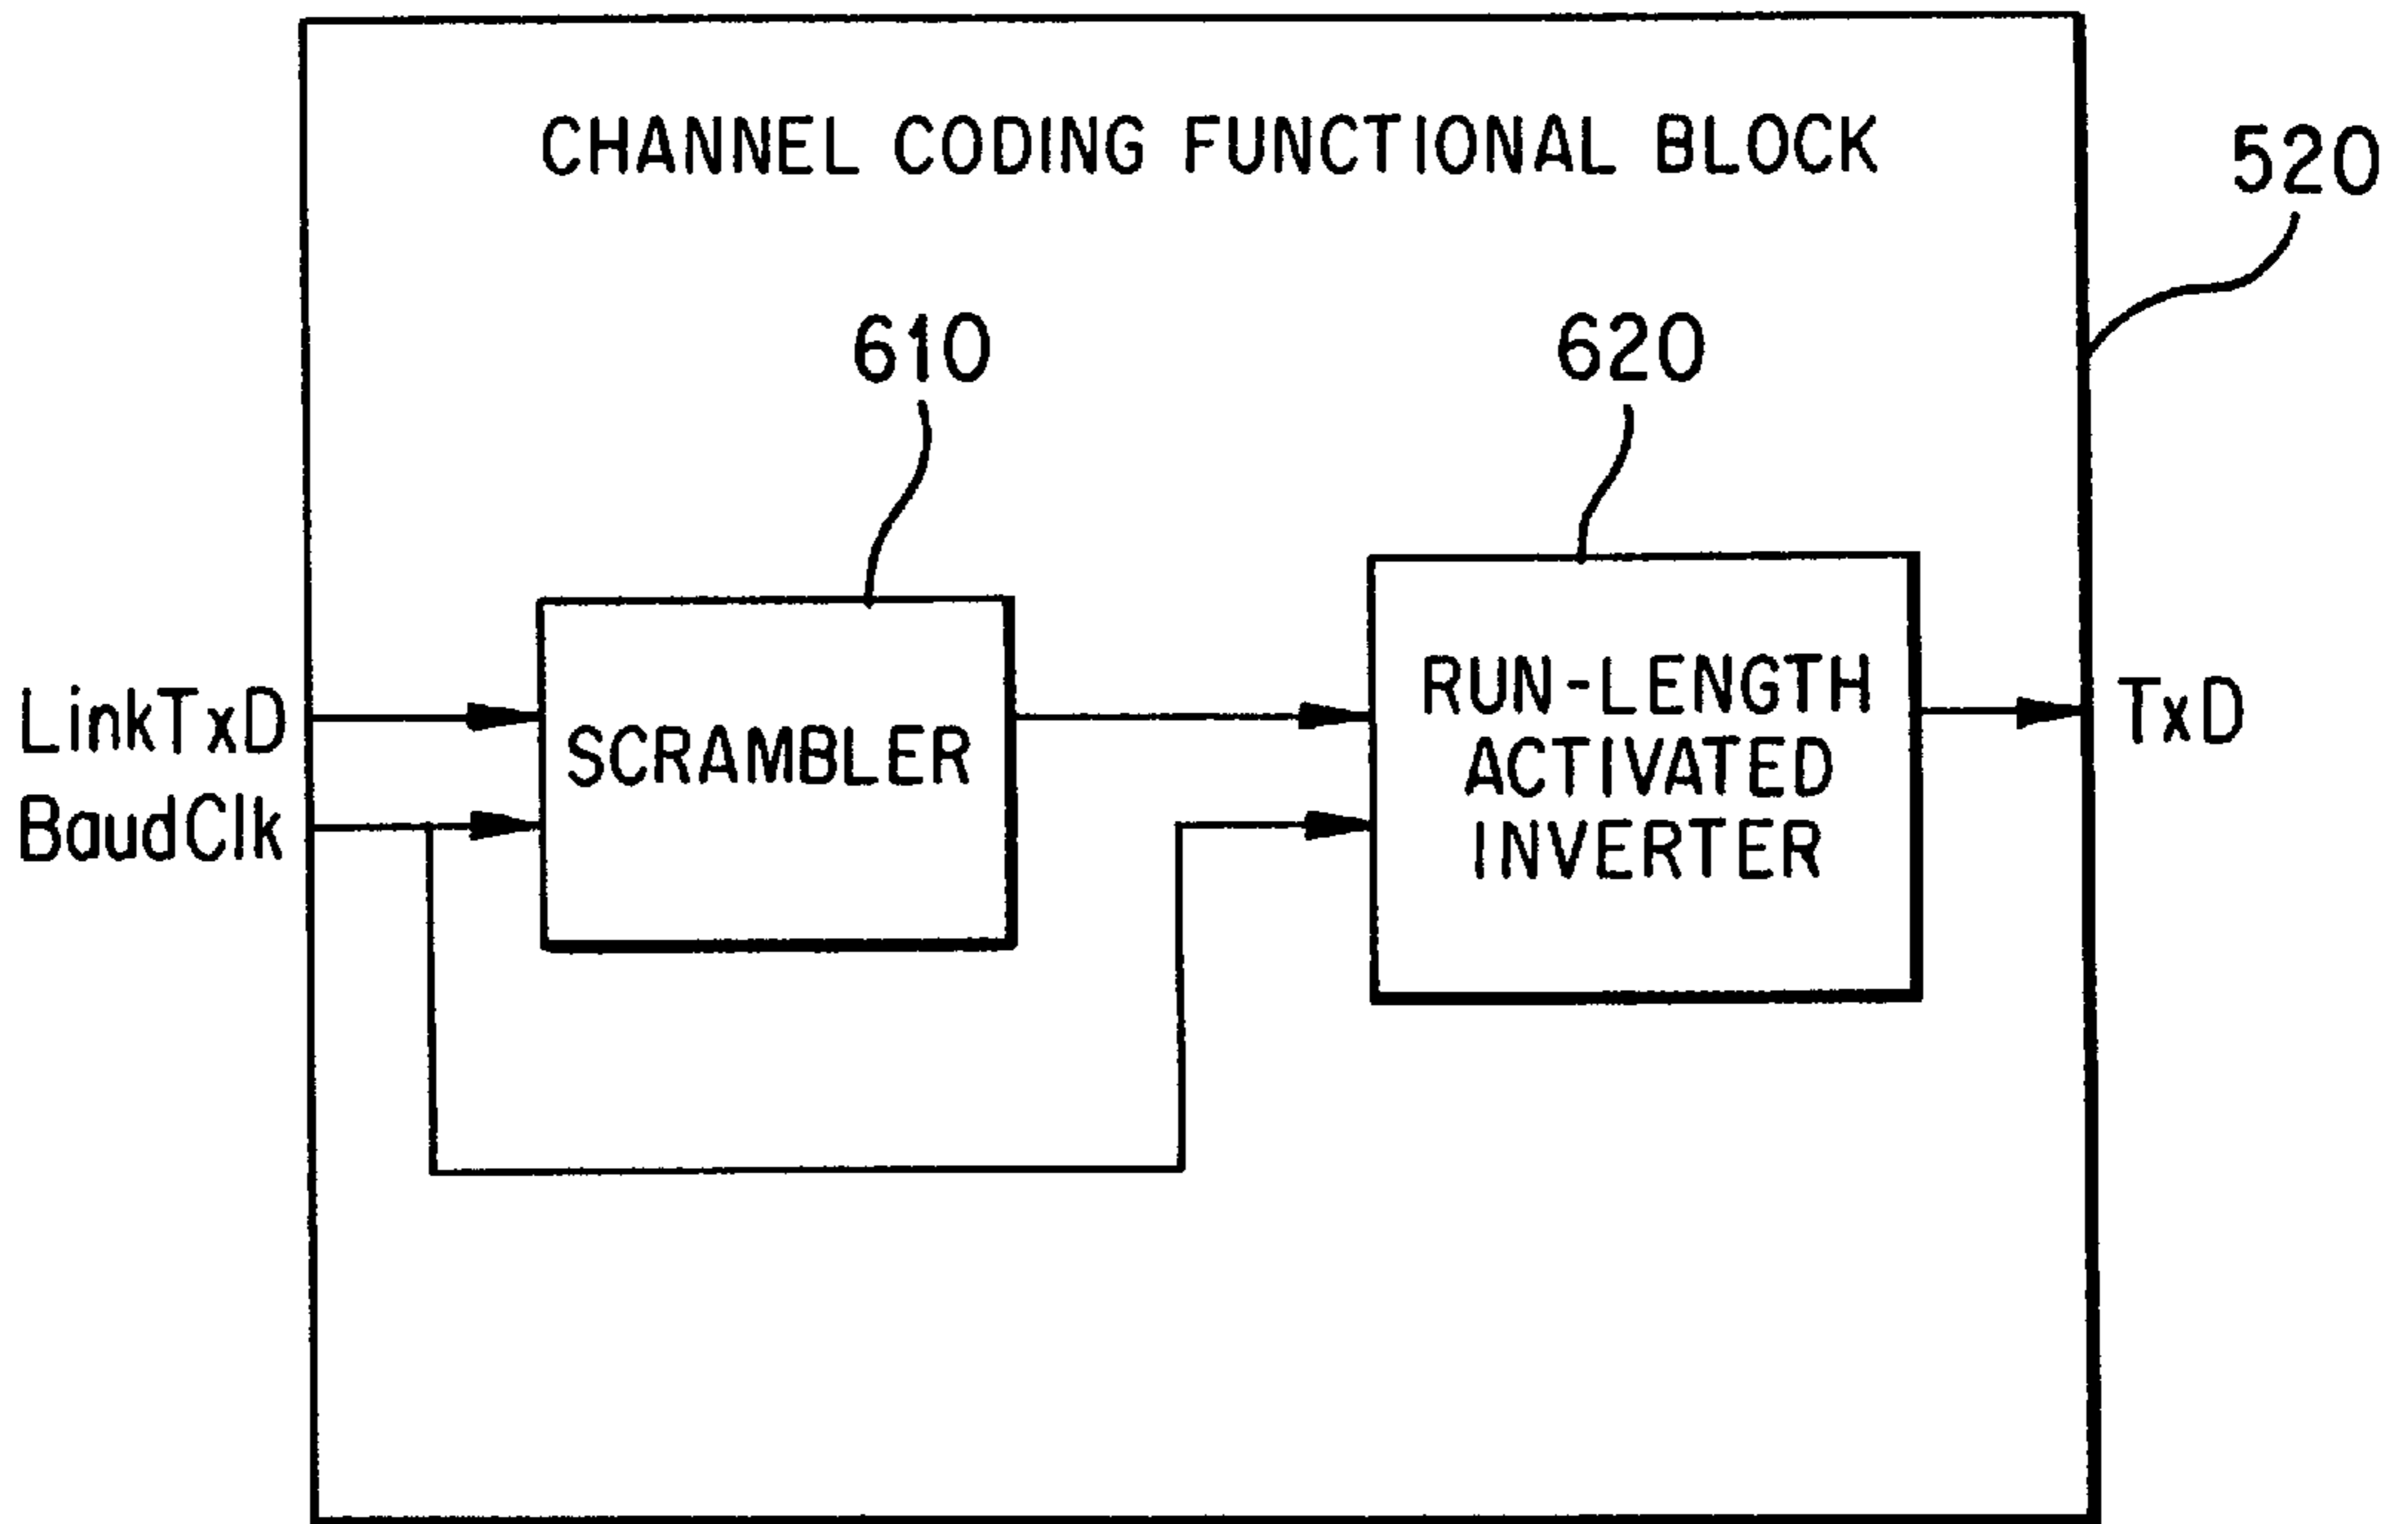 CHANNEL CODING FUNCTIONAL BLOCK
520
610
620
LinkTxD
BaudClk
SCRAMBLER
RUN-LENGTH
ACTIVATED
INVERTER
TxD